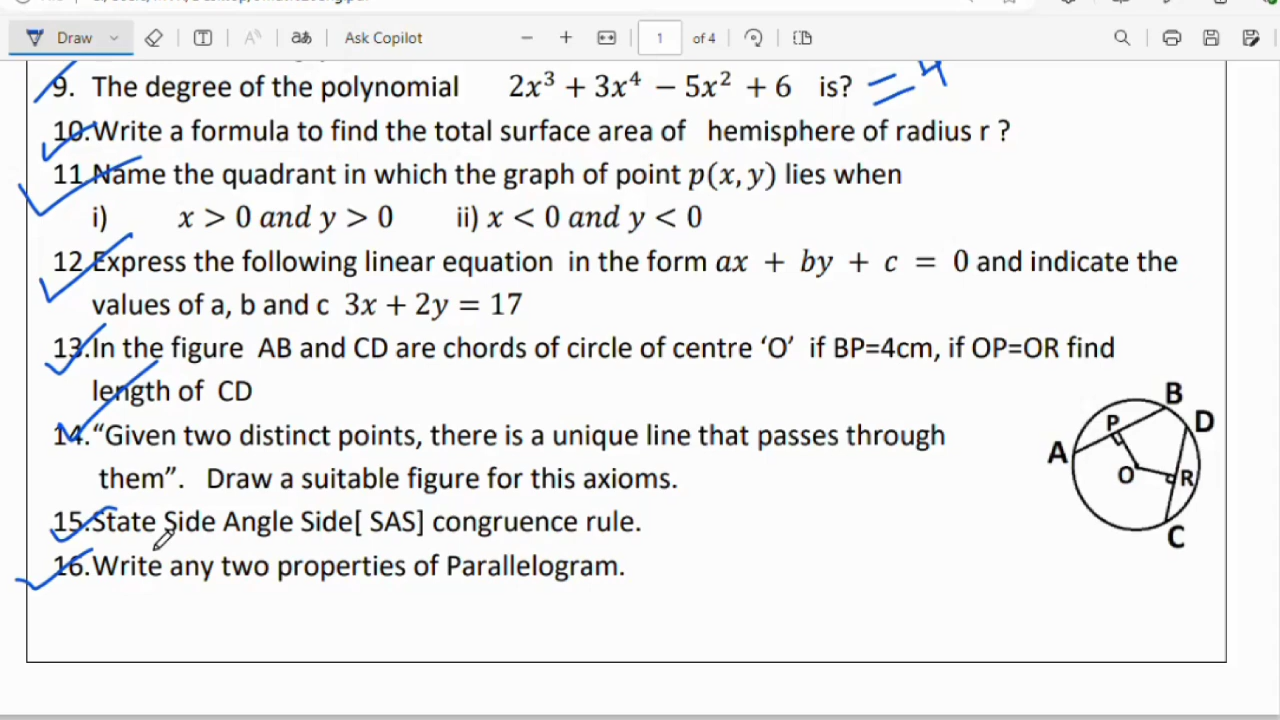 Draw
Ask Copilot
1 of 4
9. The degree of the polynomial 2x³ + 3x⁴ − 5x² + 6 is? = 4
10.Write a formula to find the total surface area of hemisphere of radius r ?
11.Name the quadrant in which the graph of point p(x, y) lies when
i) x > 0 and y > 0 ii) x < 0 and y < 0
12.Express the following linear equation in the form ax + by + c = 0 and indicate the
values of a, b and c 3x + 2y = 17
13.In the figure AB and CD are chords of circle of centre ‘O’ if BP=4cm, if OP=OR find
length of CD
14.“Given two distinct points, there is a unique line that passes through
them”. Draw a suitable figure for this axioms.
15.State Side Angle Side[ SAS] congruence rule.
16.Write any two properties of Parallelogram.
B
P
D
A
O
R
C